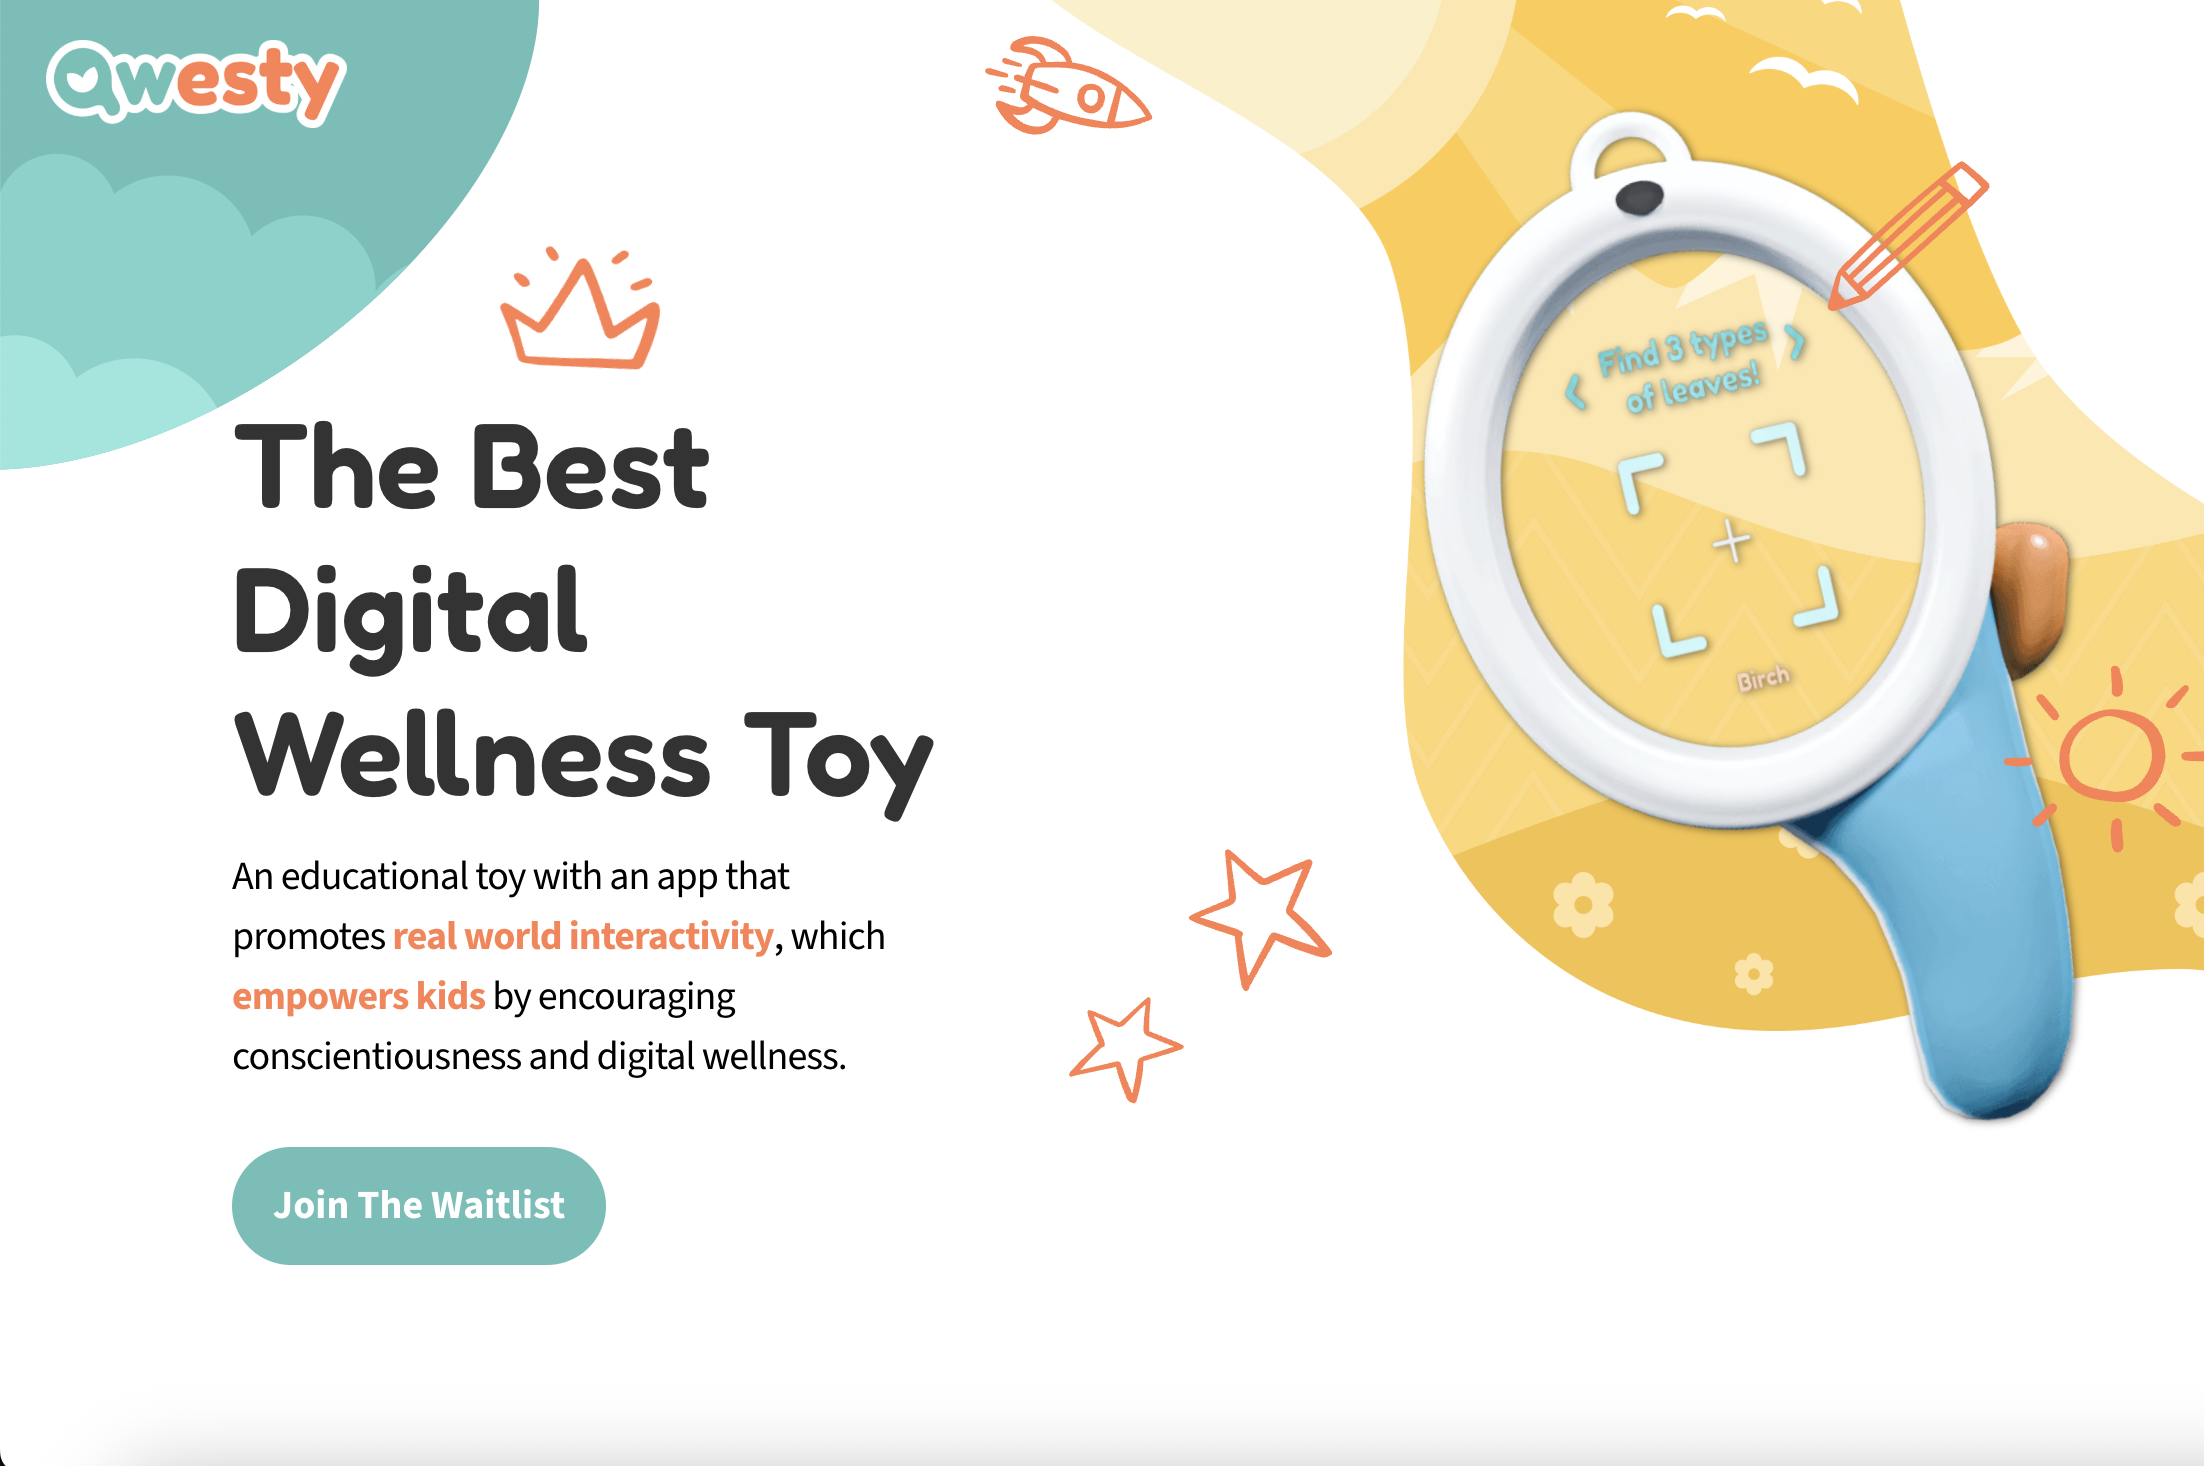 Qwesty
The Best
Digital
Wellness Toy
An educational toy with an app that
promotes real world interactivity, which
empowers kids by encouraging
conscientiousness and digital wellness.
Join The Waitlist
Find 3 types
of leaves!
Birch